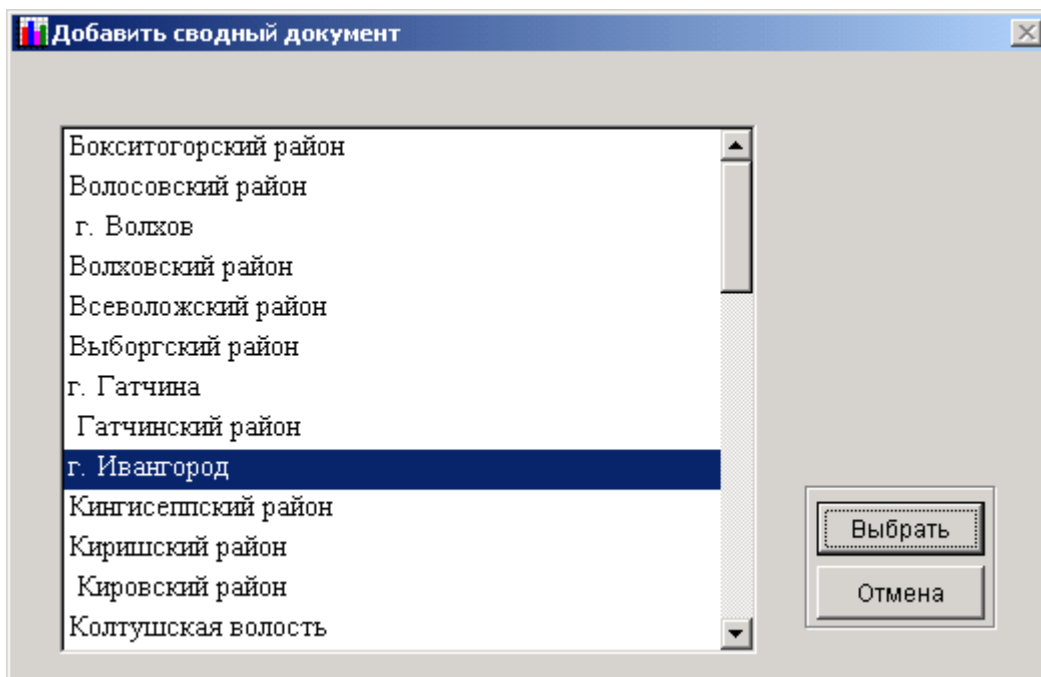 Добавить сводный документ
Бокситогорский район
Волосовский район
г. Волхов
Волховский район
Всеволожский район
Выборгский район
г. Гатчина
Гатчинский район
г. Ивангород
Кингисеппский район
Киришский район
Кировский район
Колтушская волость
Выбрать
Отмена